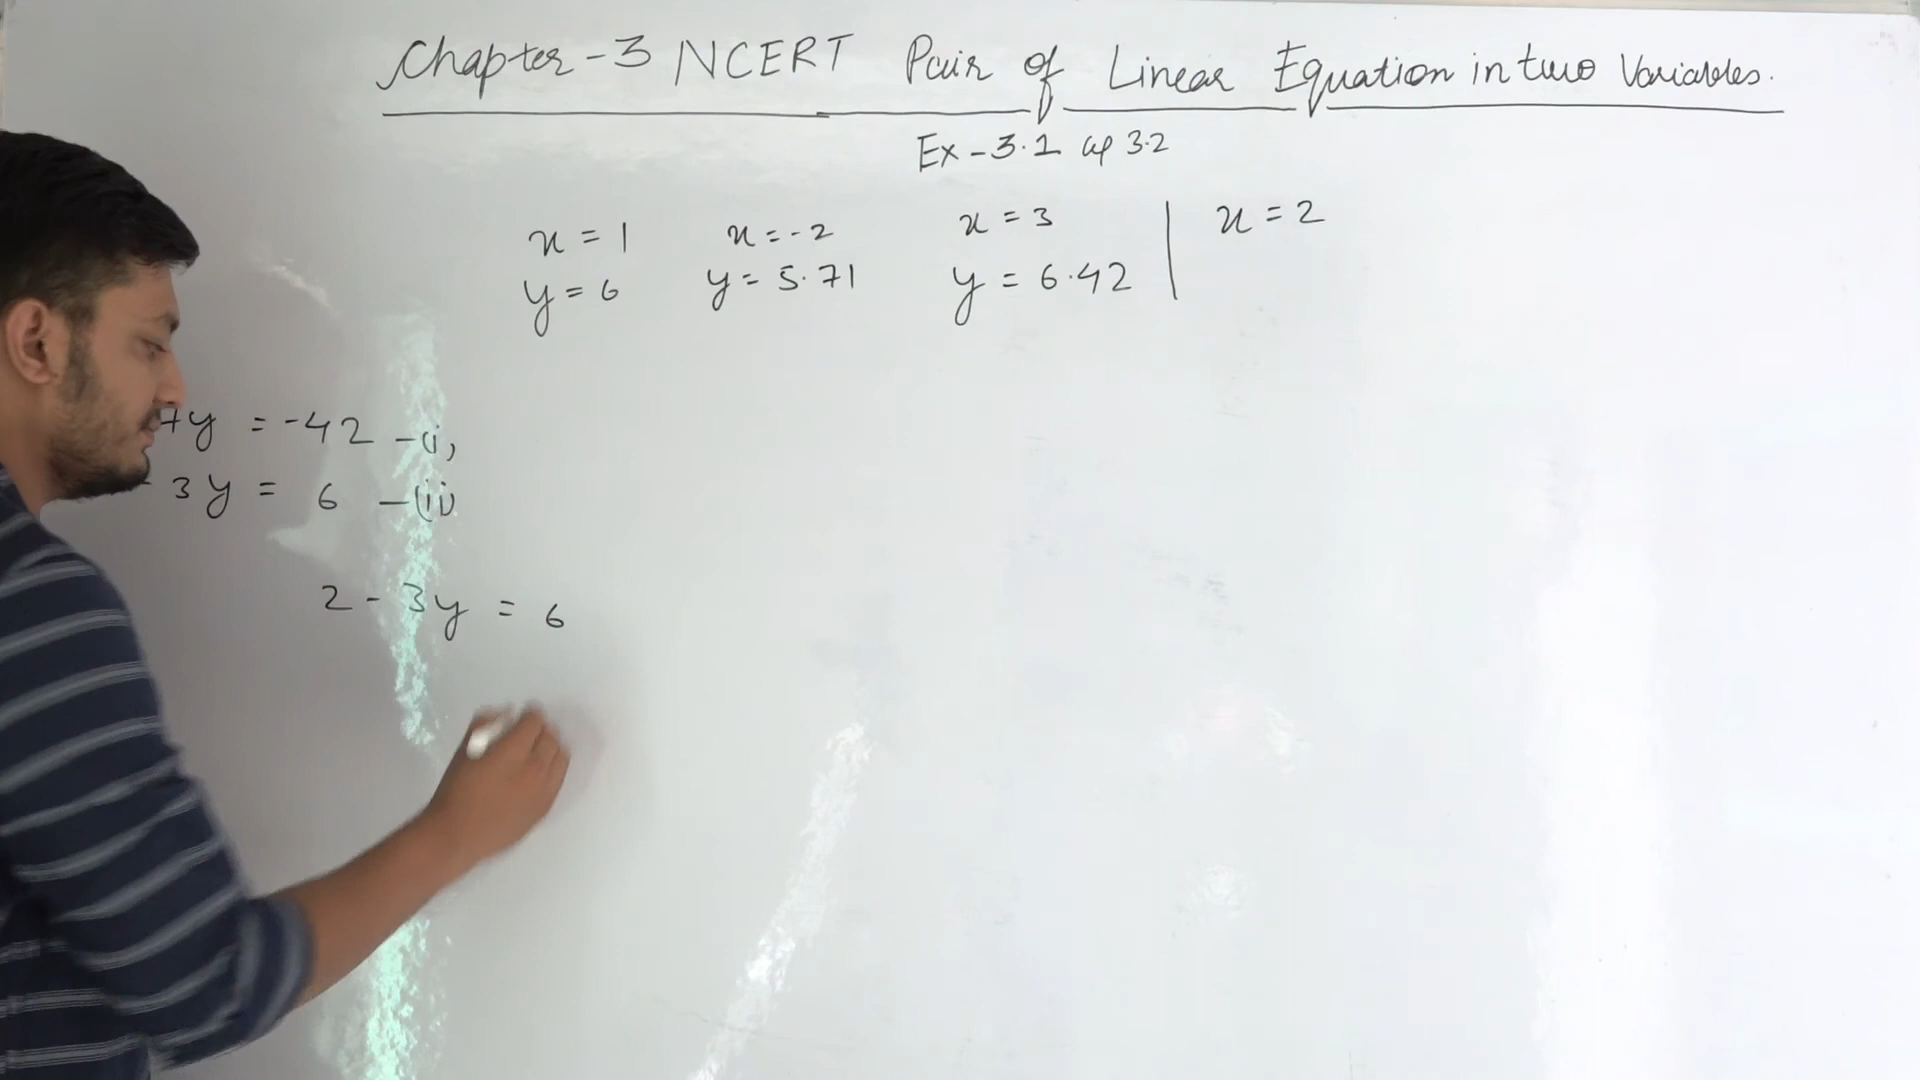 Chapter-3 NCERT Pair of Linear Equation in two Variables.
Ex-3.1 3.2
x = 1 x = -2 x = 3 x = 2
y = 6 y = 5.71 y = 6.42
y = -42 -(i)
3y = 6 -(ii)
2 - 3y = 6